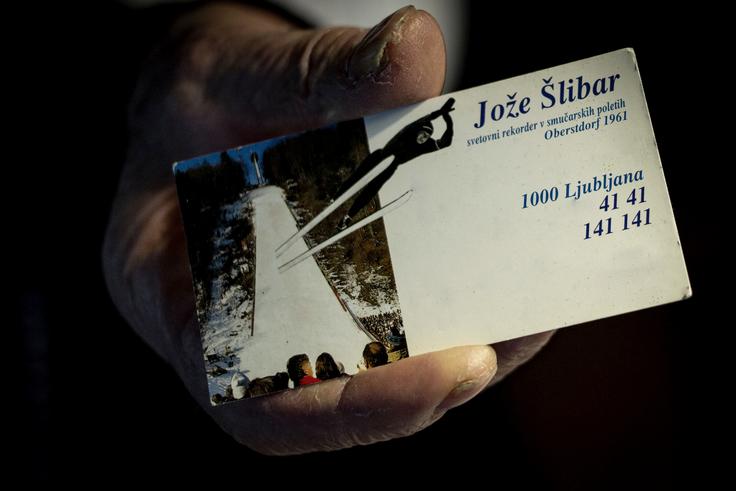 Jože Šlibar
svetovni rekorder v smučarskih poletih
Oberstdorf 1961
1000 Ljubljana
41 41
141 141